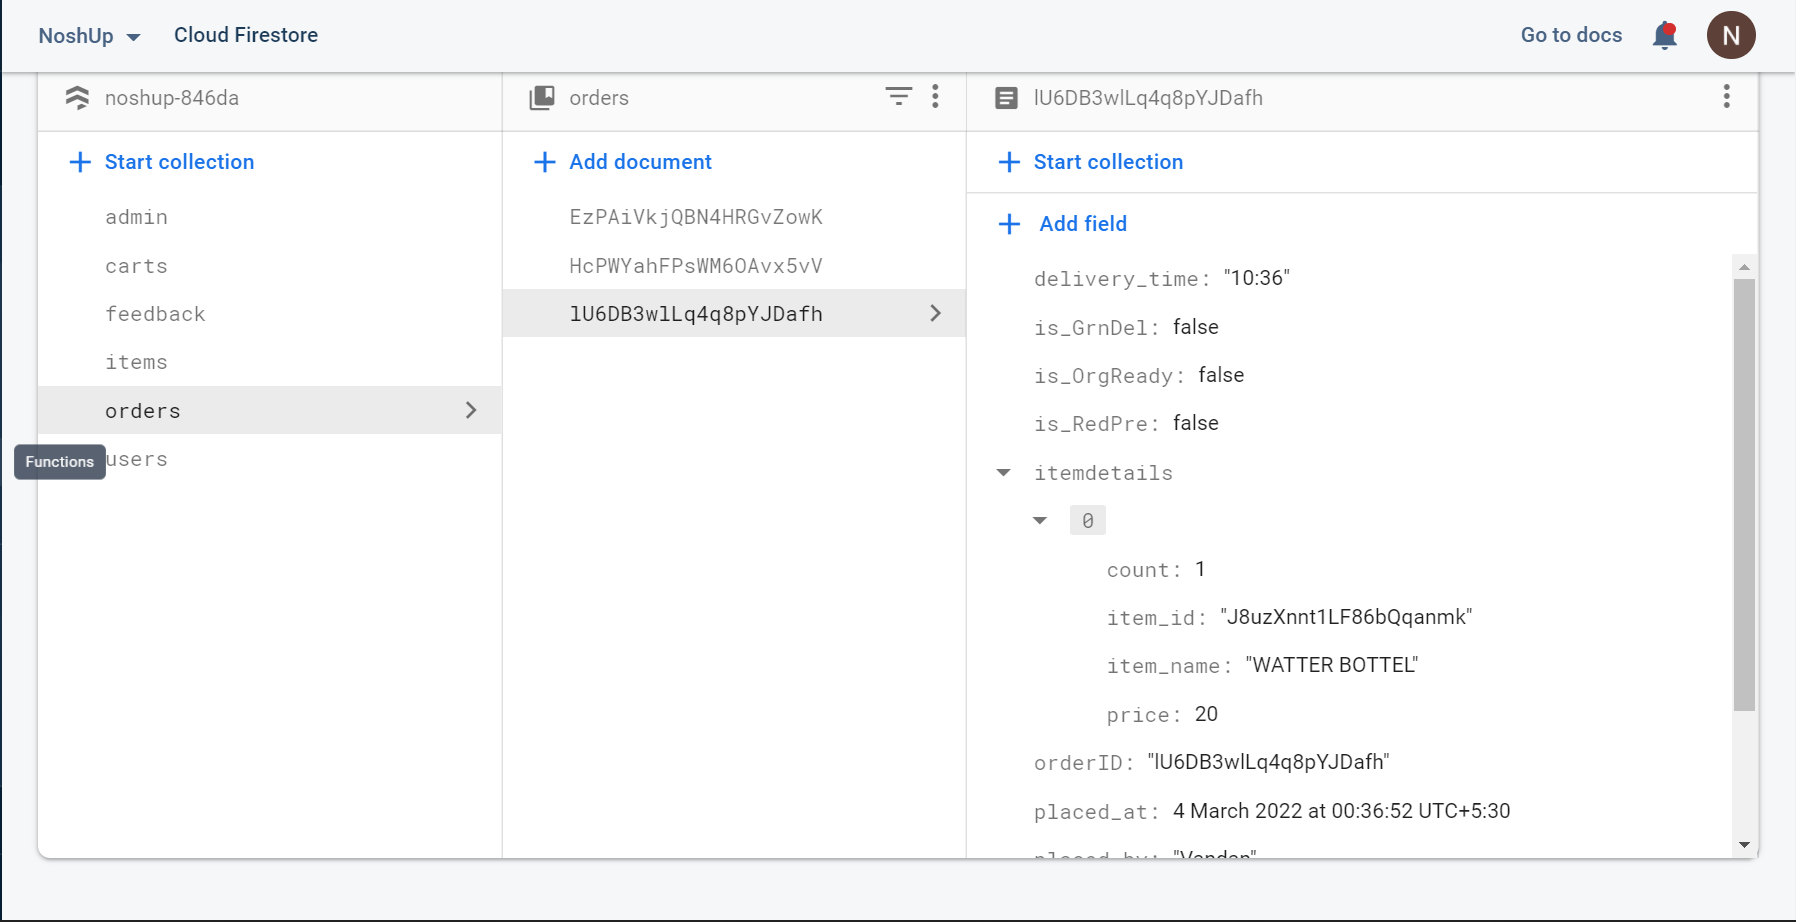 NoshUp
Cloud Firestore
Go to docs
N
noshup-846da
orders
lU6DB3wlLq4q8pYJDafh
Start collection
Add document
Start collection
admin
carts
feedback
items
orders
users
Functions
EzPAiVkjQBN4HRGvZowK
HcPWYahFPsWM6OAvx5vV
lU6DB3wlLq4q8pYJDafh
Add field
delivery_time: "10:36"
is_GrnDel: false
is_OrgReady: false
is_RedPre: false
itemdetails
0
count: 1
item_id: "J8uzXnnt1LF86bQqanmk"
item_name: "WATTER BOTTEL"
price: 20
orderID: "lU6DB3wlLq4q8pYJDafh"
placed_at: 4 March 2022 at 00:36:52 UTC+5:30
placed_by: "Vandan"